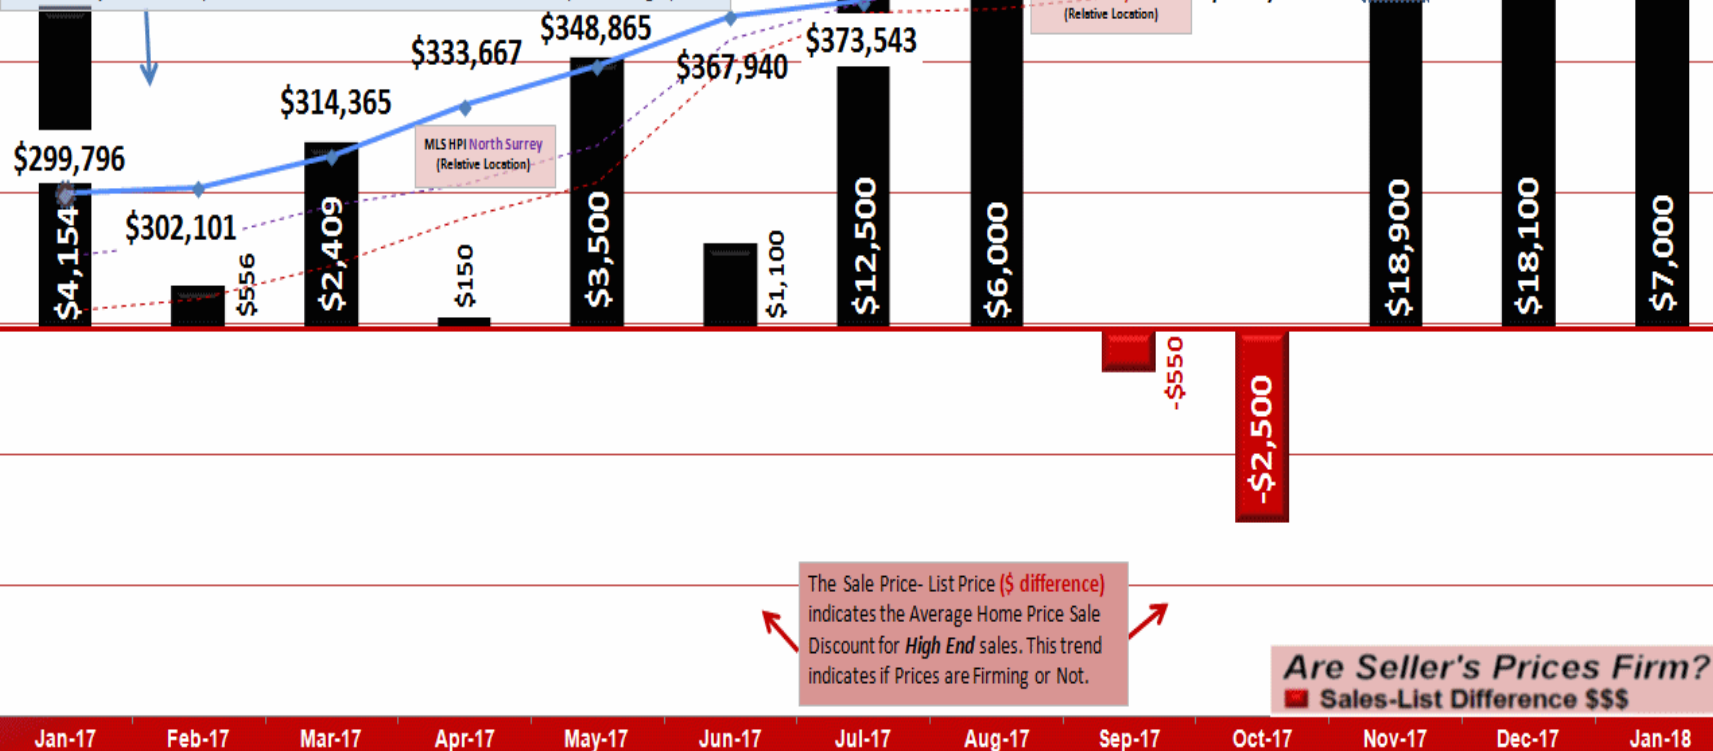 (Relative Location)
$348,865
$333,667
$373,543
$367,940
$314,365
MLS HPI North Surrey
(Relative Location)
$299,796
$302,101
$4,154
$556
$2,409
$150
$3,500
$1,100
$12,500
$6,000
-$550
-$2,500
$18,900
$18,100
$7,000
The Sale Price- List Price ($ difference)
indicates the Average Home Price Sale
Discount for High End sales. This trend
indicates if Prices are Firming or Not.
Are Seller's Prices Firm?
Sales-List Difference $$$
Jan-17 Feb-17 Mar-17 Apr-17 May-17 Jun-17 Jul-17 Aug-17 Sep-17 Oct-17 Nov-17 Dec-17 Jan-18